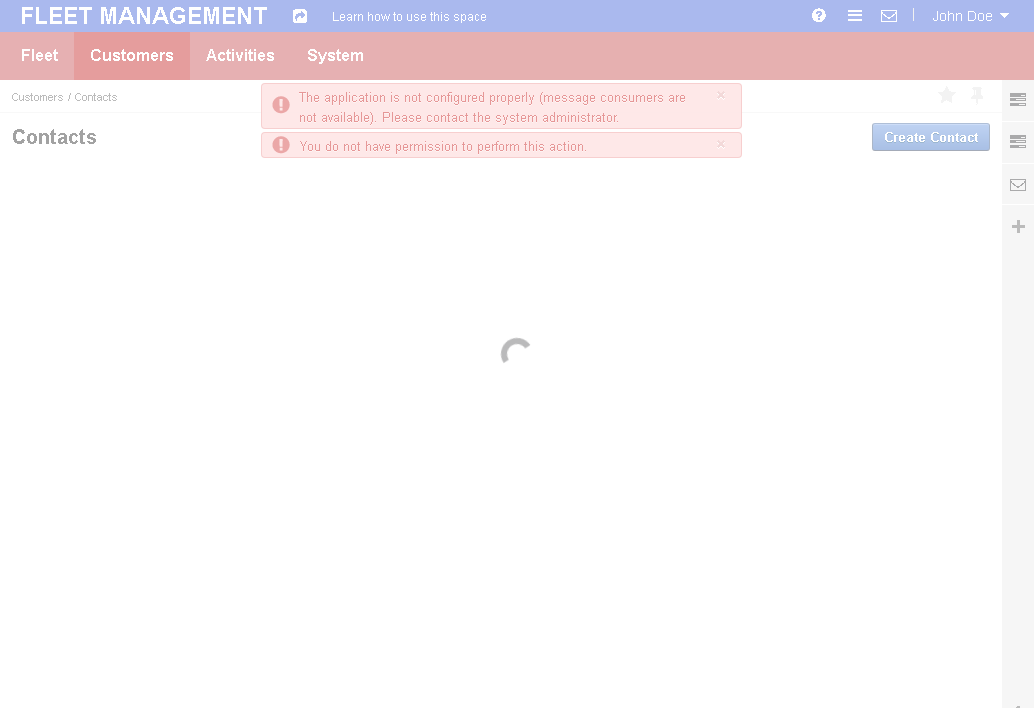 FLEET MANAGEMENT
Learn how to use this space
John Doe
Fleet
Customers
Activities
System
Customers / Contacts
The application is not configured properly (message consumers are
not available). Please contact the system administrator.
×
You do not have permission to perform this action.
×
Contacts
Create Contact